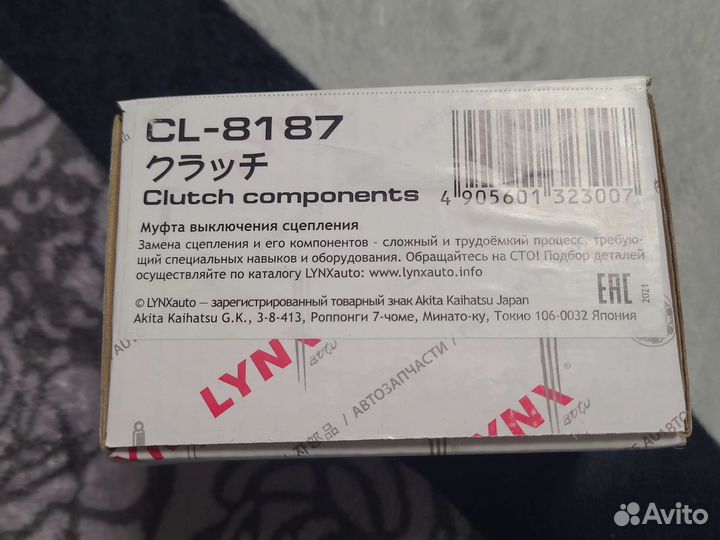 CL-8187
クラッチ
Clutch components
4 905601 323007
Муфта выключения сцепления
Замена сцепления и его компонентов - сложный и трудоёмкий процесс, требую-
щий специальных навыков и оборудования. Обращайтесь на СТО! Подбор деталей
осуществляйте по каталогу LYNXauto: www.lynxauto.info
EAC
2021
© LYNXauto — зарегистрированный товарный знак Akita Kaihatsu Japan
Akita Kaihatsu G.K., 3-8-413, Роппонги 7-чоме, Минато-ку, Токио 106-0032 Япония
LYNX
auto
/ АВТОЗАПЧАСТИ /
LYNX
auto
Avito